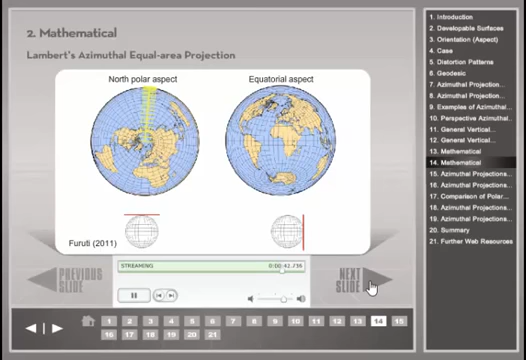 2. Mathematical
Lambert's Azimuthal Equal-area Projection
North polar aspect
Equatorial aspect
Furuti (2011)
PREVIOUS
SLIDE
STREAMING
NEXT
SLIDE
1 2 3 4 5 6 7 8 9 10 11 12 13 14 15
16 17 18 19 20 21
1. Introduction
2. Developable Surfaces
3. Orientation (Aspect)
4. Case
5. Distortion Patterns
6. Geodesic
7. Azimuthal Projection...
8. Azimuthal Projection...
9. Examples of Azimuthal...
10. Perspective Azimuthal...
11. General Vertical...
12. General Vertical...
13. Mathematical
14. Mathematical
15. Azimuthal Projections...
16. Azimuthal Projections...
17. Comparison of Polar...
18. Azimuthal Projections...
19. Azimuthal Projections...
20. Summary
21. Further Web Resources